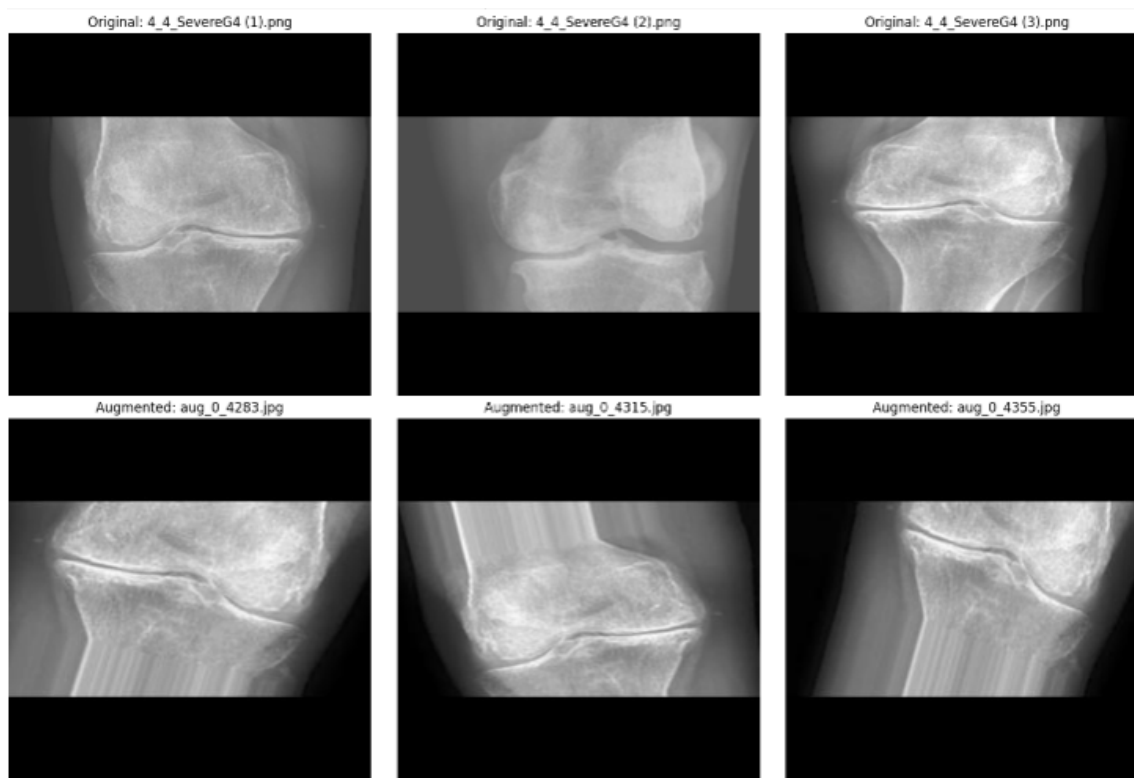 Original: 4_4_SevereG4 (1).png
Original: 4_4_SevereG4 (2).png
Original: 4_4_SevereG4 (3).png
Augmented: aug_0_4283.jpg
Augmented: aug_0_4315.jpg
Augmented: aug_0_4355.jpg